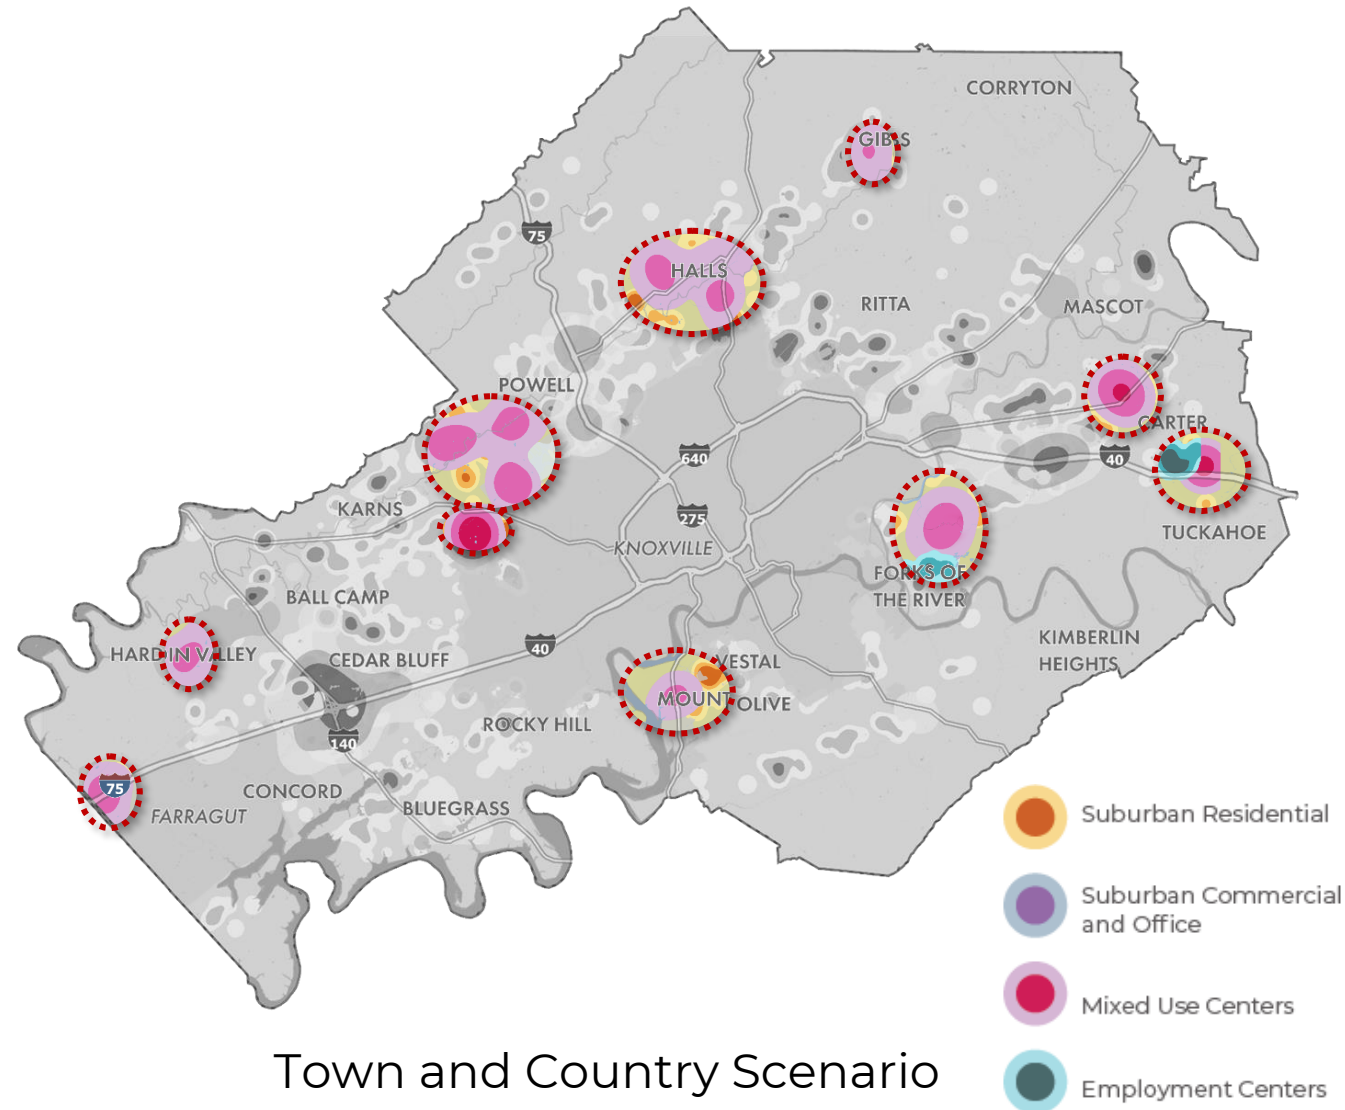 CORRYTON
GIBBS
75
HALLS
RITTA
MASCOT
POWELL
CARTER
640
40
KARNS
275
KNOXVILLE
TUCKAHOE
FORKS OF
THE RIVER
BALL CAMP
KIMBERLIN
HEIGHTS
HARDIN VALLEY
CEDAR BLUFF
40
VESTAL
MOUNT OLIVE
ROCKY HILL
140
75
CONCORD
FARRAGUT
BLUEGRASS
Suburban Residential
Suburban Commercial
and Office
Mixed Use Centers
Employment Centers
Town and Country Scenario